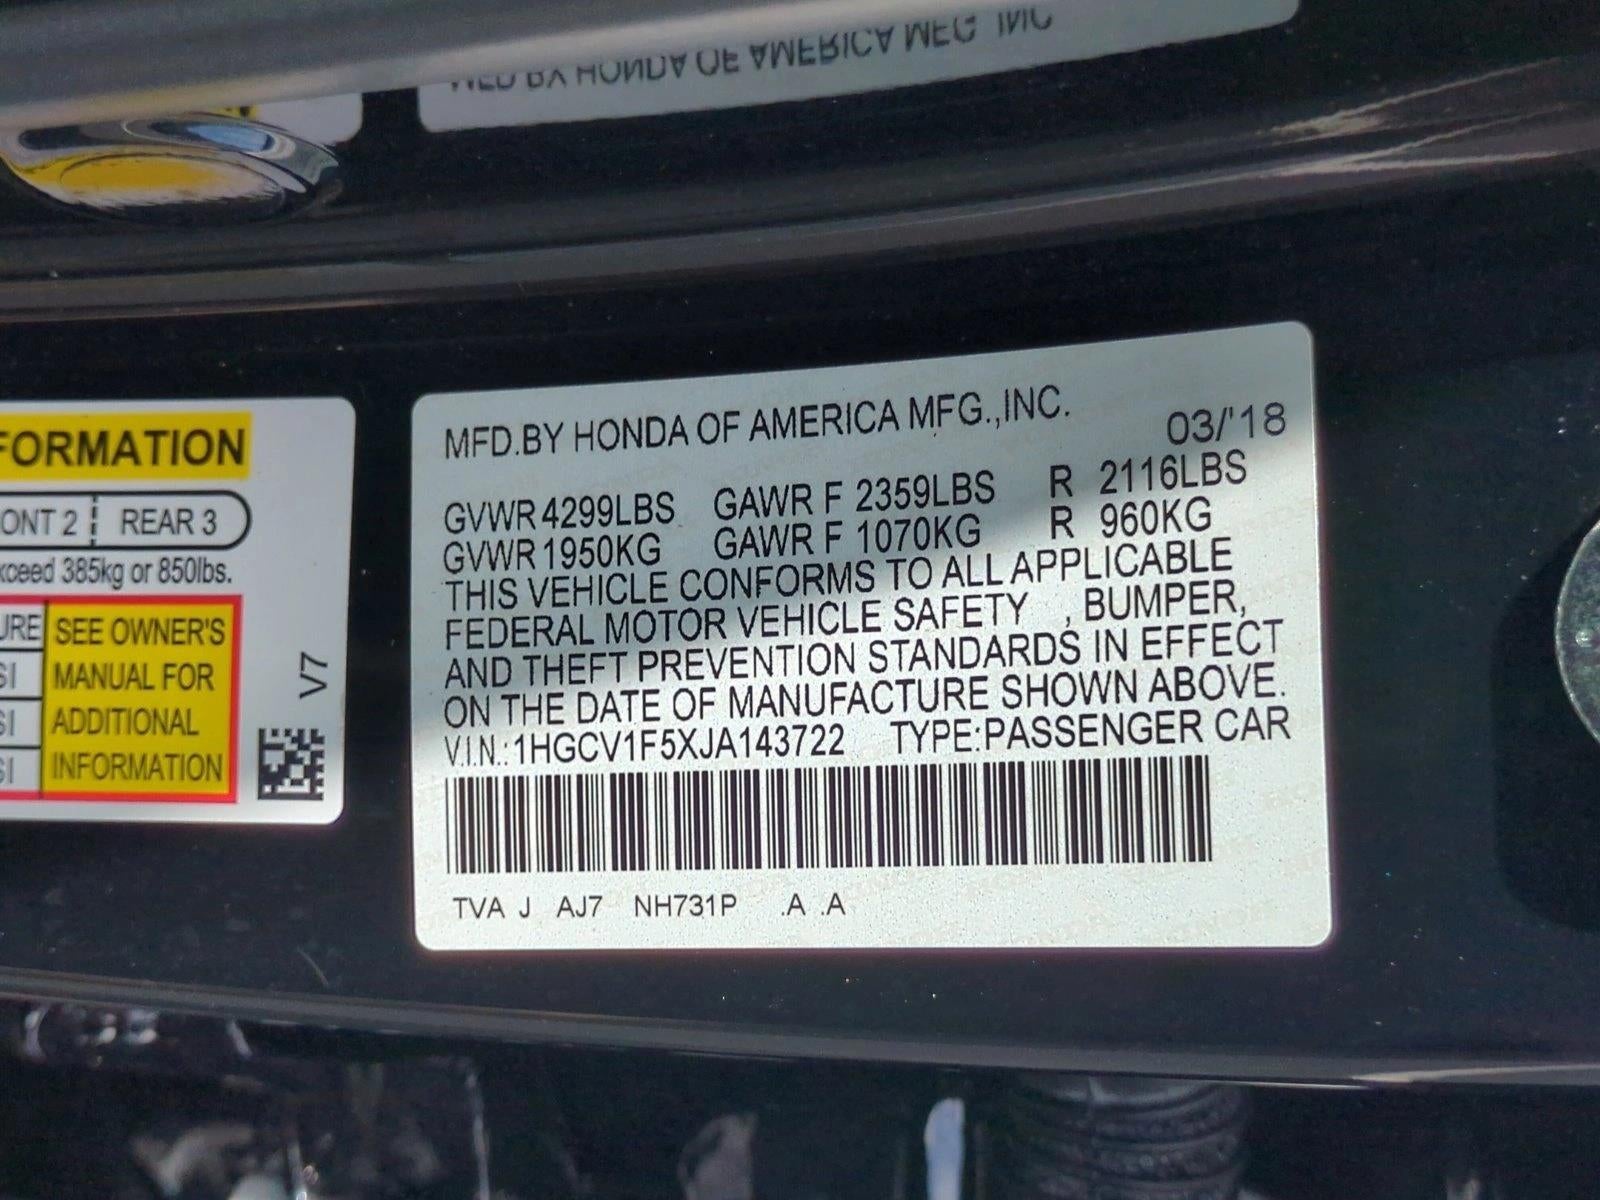 MFD.BY HONDA OF AMERICA MFG.,INC.
FORMATION
ONT 2 REAR 3
xceed 385kg or 850lbs.
URE SEE OWNER'S
SI MANUAL FOR
SI ADDITIONAL
SI INFORMATION
V7
MFD.BY HONDA OF AMERICA MFG.,INC.
03/'18
GVWR 4299LBS GAWR F 2359LBS R 2116LBS
GVWR 1950KG GAWR F 1070KG R 960KG
THIS VEHICLE CONFORMS TO ALL APPLICABLE
FEDERAL MOTOR VEHICLE SAFETY , BUMPER,
AND THEFT PREVENTION STANDARDS IN EFFECT
ON THE DATE OF MANUFACTURE SHOWN ABOVE.
V.I.N.: 1HGCV1F5XJA143722 TYPE:PASSENGER CAR
TVA J AJ7 NH731P .A .A